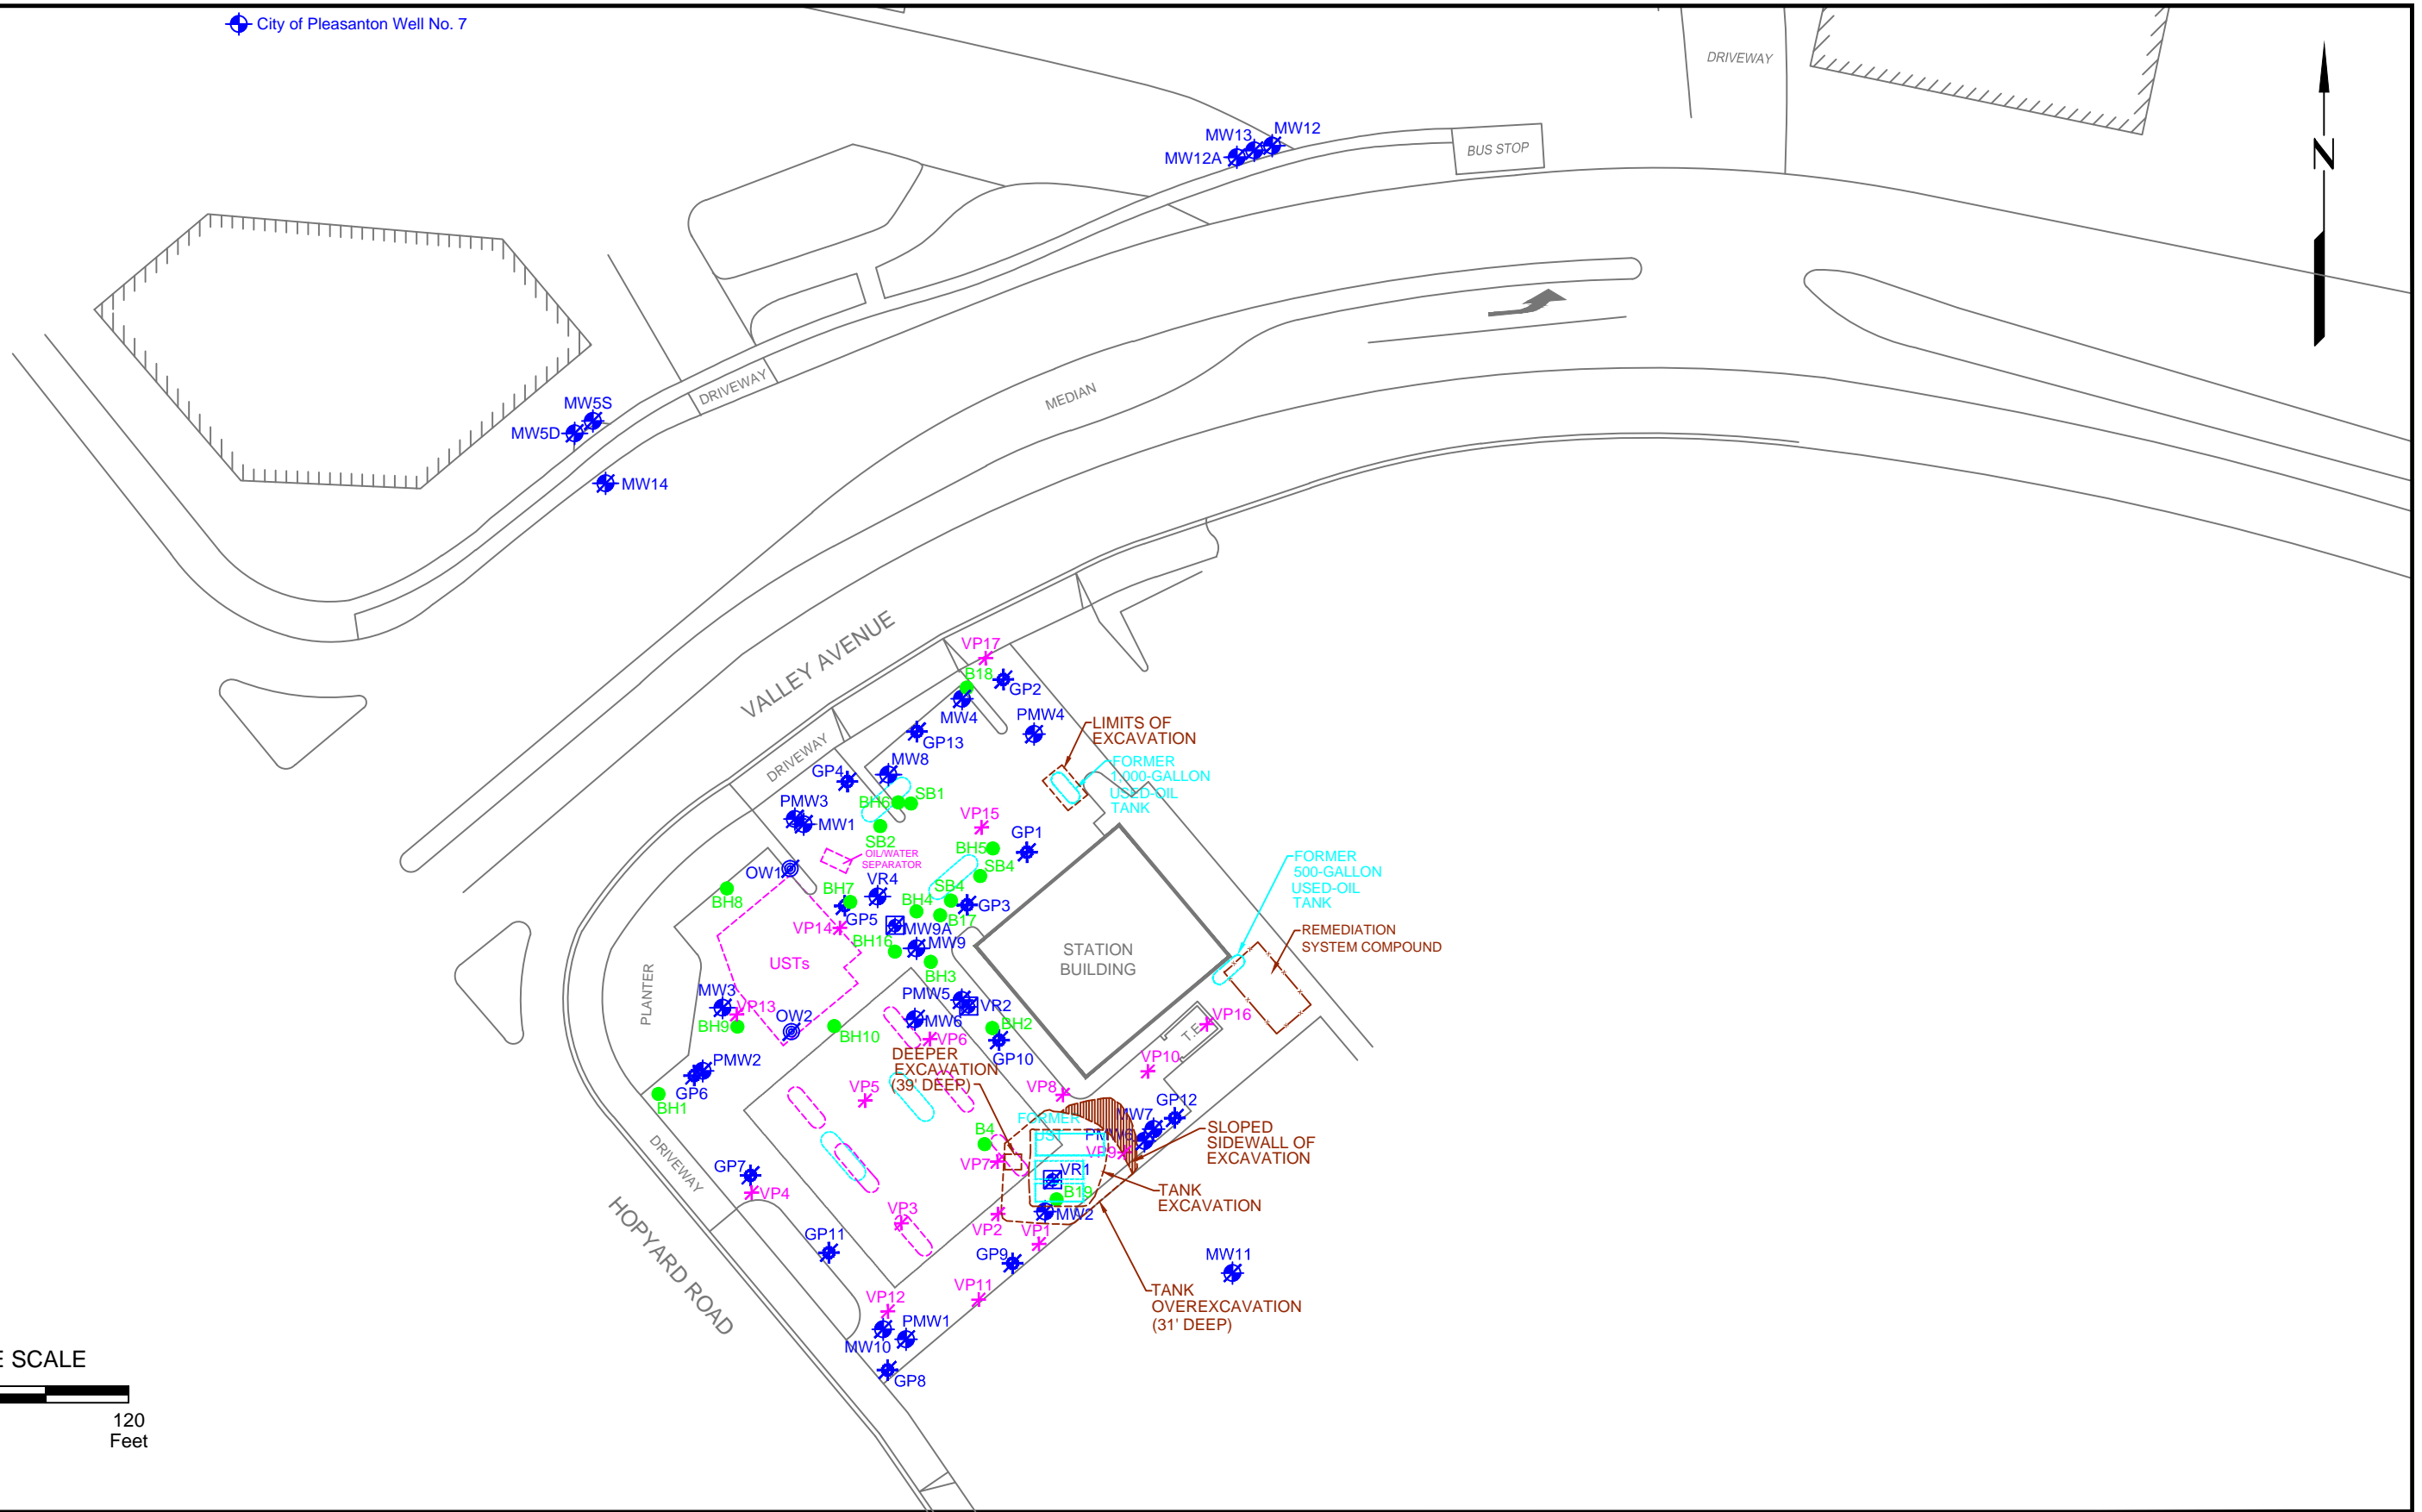 City of Pleasanton Well No. 7
DRIVEWAY
MW13
MW12
MW12A
BUS STOP
N
MW5S
MW5D
MW14
DRIVEWAY
MEDIAN
VALLEY AVENUE
VP17
B18
GP2
MW4
PMW4
GP13
LIMITS OF
EXCAVATION
DRIVEWAY
MW8
GP4
FORMER
1,000-GALLON
USED-OIL
TANK
PMW3
BH6
SB1
MW1
VP15
SB2
GP1
OIL/WATER
SEPARATOR
BH5
SB4
OW1
VR4
BH7
SB4
BH8
BH4
GP3
GP5
B17
VP14
MW9A
FORMER
500-GALLON
USED-OIL
TANK
BH16
MW9
REMEDIATION
SYSTEM COMPOUND
STATION
BUILDING
USTs
BH3
PLANTER
MW3
PMW5
VP13
VR2
OW2
MW6
BH9
BH10
BH2
VP16
T.E.
VP6
GP10
DEEPER
EXCAVATION
(39' DEEP)
PMW2
VP10
VP5
VP8
GP6
BH1
GP12
FORMER
UST
MW7
B4
PMW6
SLOPED
SIDEWALL OF
EXCAVATION
DRIVEWAY
VP9
VP7
GP7
VR1
VP4
B19
TANK
EXCAVATION
VP3
MW2
VP2
VP1
HOPYARD ROAD
GP11
GP9
MW11
VP11
VP12
TANK
OVEREXCAVATION
(31' DEEP)
PMW1
MW10
GP8
E SCALE
120
Feet